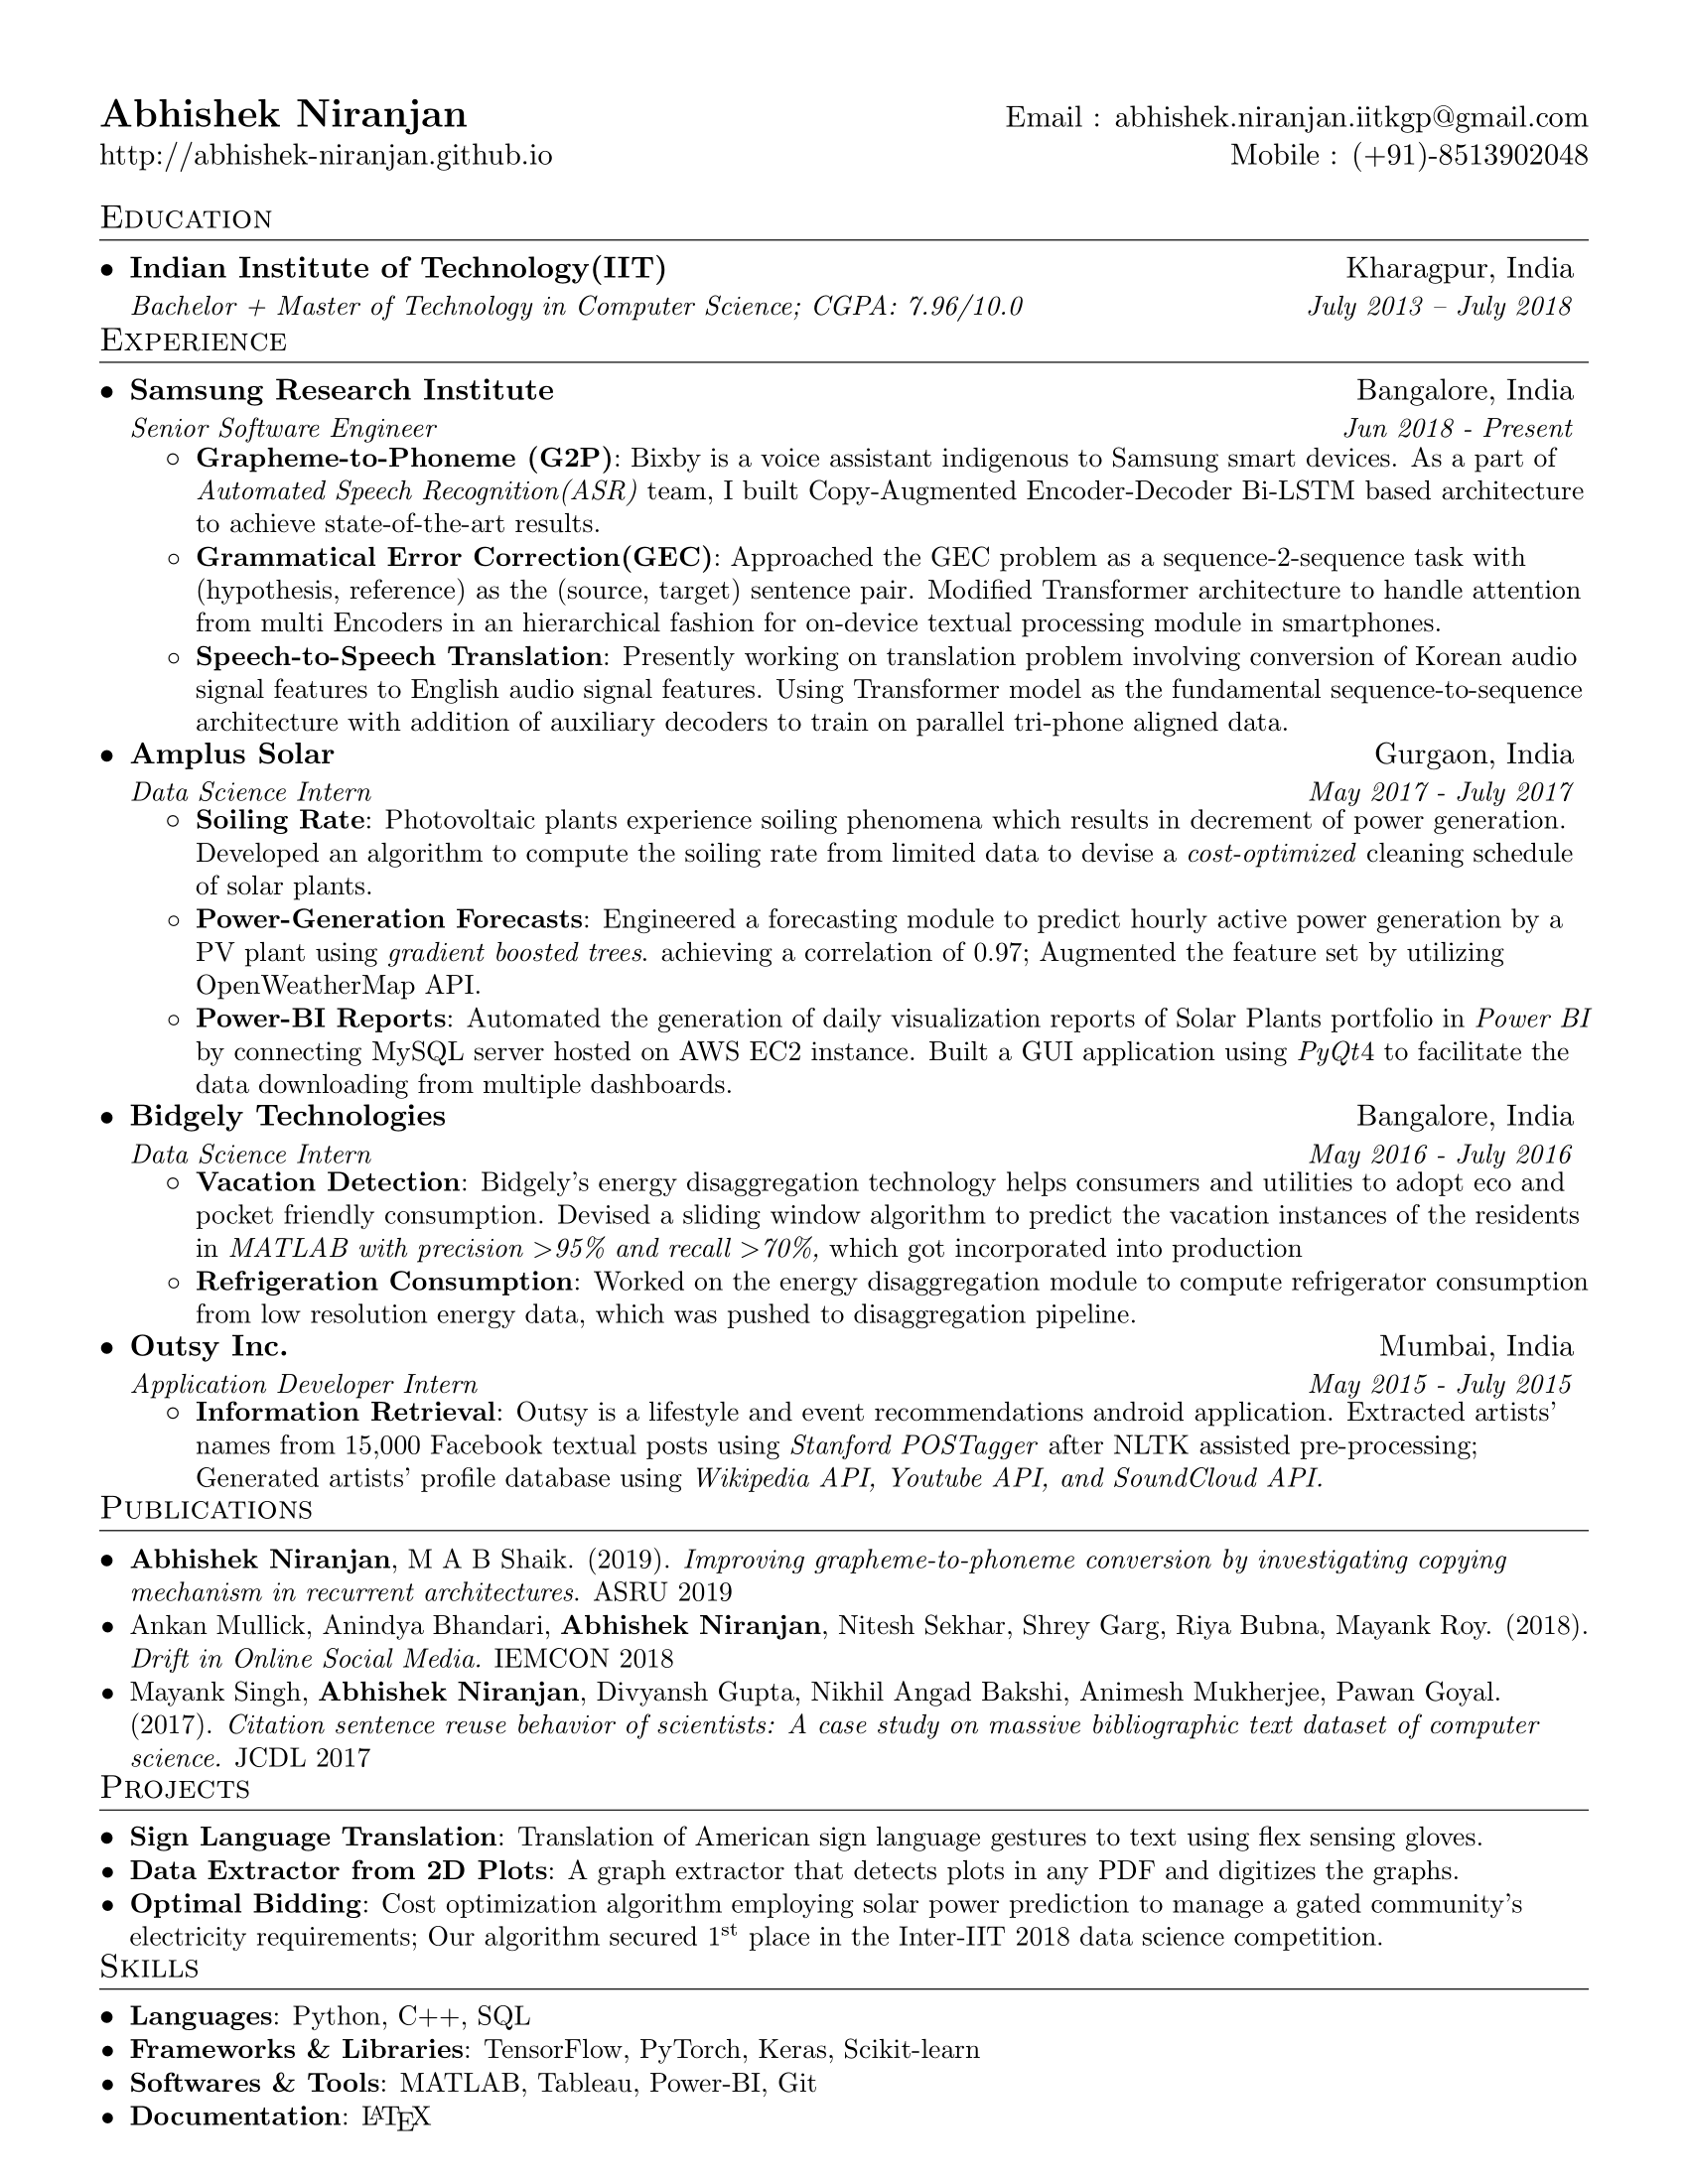 Abhishek Niranjan Email : abhishek.niranjan.iitkgp@gmail.com
http://abhishek-niranjan.github.io Mobile : (+91)-8513902048
Education
• Indian Institute of Technology(IIT) Kharagpur, India
Bachelor + Master of Technology in Computer Science; CGPA: 7.96/10.0 July 2013 – July 2018
Experience
• Samsung Research Institute Bangalore, India
Senior Software Engineer Jun 2018 - Present
◦ Grapheme-to-Phoneme (G2P): Bixby is a voice assistant indigenous to Samsung smart devices. As a part of
Automated Speech Recognition(ASR) team, I built Copy-Augmented Encoder-Decoder Bi-LSTM based architecture
to achieve state-of-the-art results.
◦ Grammatical Error Correction(GEC): Approached the GEC problem as a sequence-2-sequence task with
(hypothesis, reference) as the (source, target) sentence pair. Modified Transformer architecture to handle attention
from multi Encoders in an hierarchical fashion for on-device textual processing module in smartphones.
◦ Speech-to-Speech Translation: Presently working on translation problem involving conversion of Korean audio
signal features to English audio signal features. Using Transformer model as the fundamental sequence-to-sequence
architecture with addition of auxiliary decoders to train on parallel tri-phone aligned data.
• Amplus Solar Gurgaon, India
Data Science Intern May 2017 - July 2017
◦ Soiling Rate: Photovoltaic plants experience soiling phenomena which results in decrement of power generation.
Developed an algorithm to compute the soiling rate from limited data to devise a cost-optimized cleaning schedule
of solar plants.
◦ Power-Generation Forecasts: Engineered a forecasting module to predict hourly active power generation by a
PV plant using gradient boosted trees. achieving a correlation of 0.97; Augmented the feature set by utilizing
OpenWeatherMap API.
◦ Power-BI Reports: Automated the generation of daily visualization reports of Solar Plants portfolio in Power BI
by connecting MySQL server hosted on AWS EC2 instance. Built a GUI application using PyQt4 to facilitate the
data downloading from multiple dashboards.
• Bidgely Technologies Bangalore, India
Data Science Intern May 2016 - July 2016
◦ Vacation Detection: Bidgely's energy disaggregation technology helps consumers and utilities to adopt eco and
pocket friendly consumption. Devised a sliding window algorithm to predict the vacation instances of the residents
in MATLAB with precision >95% and recall >70%, which got incorporated into production
◦ Refrigeration Consumption: Worked on the energy disaggregation module to compute refrigerator consumption
from low resolution energy data, which was pushed to disaggregation pipeline.
• Outsy Inc. Mumbai, India
Application Developer Intern May 2015 - July 2015
◦ Information Retrieval: Outsy is a lifestyle and event recommendations android application. Extracted artists'
names from 15,000 Facebook textual posts using Stanford POSTagger after NLTK assisted pre-processing;
Generated artists' profile database using Wikipedia API, Youtube API, and SoundCloud API.
Publications
• Abhishek Niranjan, M A B Shaik. (2019). Improving grapheme-to-phoneme conversion by investigating copying
mechanism in recurrent architectures. ASRU 2019
• Ankan Mullick, Anindya Bhandari, Abhishek Niranjan, Nitesh Sekhar, Shrey Garg, Riya Bubna, Mayank Roy. (2018).
Drift in Online Social Media. IEMCON 2018
• Mayank Singh, Abhishek Niranjan, Divyansh Gupta, Nikhil Angad Bakshi, Animesh Mukherjee, Pawan Goyal.
(2017). Citation sentence reuse behavior of scientists: A case study on massive bibliographic text dataset of computer
science. JCDL 2017
Projects
• Sign Language Translation: Translation of American sign language gestures to text using flex sensing gloves.
• Data Extractor from 2D Plots: A graph extractor that detects plots in any PDF and digitizes the graphs.
• Optimal Bidding: Cost optimization algorithm employing solar power prediction to manage a gated community's
electricity requirements; Our algorithm secured 1st place in the Inter-IIT 2018 data science competition.
Skills
• Languages: Python, C++, SQL
• Frameworks & Libraries: TensorFlow, PyTorch, Keras, Scikit-learn
• Softwares & Tools: MATLAB, Tableau, Power-BI, Git
• Documentation: LATEX